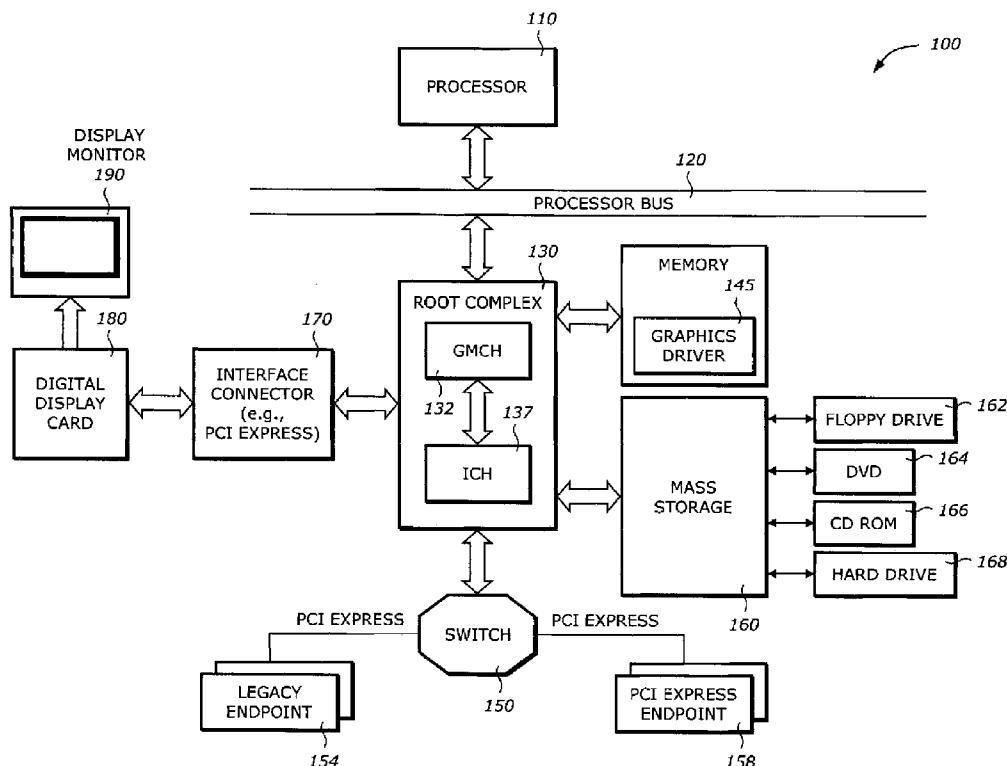 110
100
PROCESSOR
DISPLAY
MONITOR
190
120
PROCESSOR BUS
130
ROOT COMPLEX
GMCH
132
137
ICH
MEMORY
145
GRAPHICS
DRIVER
180
DIGITAL
DISPLAY
CARD
170
INTERFACE
CONNECTOR
(e.g.,
PCI EXPRESS)
MASS
STORAGE
160
162
FLOPPY DRIVE
164
DVD
166
CD ROM
168
HARD DRIVE
PCI EXPRESS
SWITCH
PCI EXPRESS
150
LEGACY
ENDPOINT
154
PCI EXPRESS
ENDPOINT
158